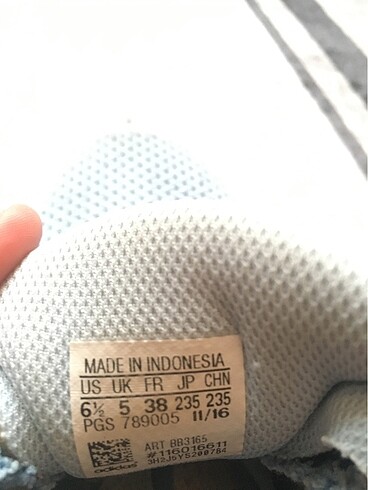 MADE IN INDONESIA
US UK FR JP CHN
6½ 5 38 235 235
PGS 789005 11/16
ART BB3165
#116016611
adidas 3H2J5Y5200784